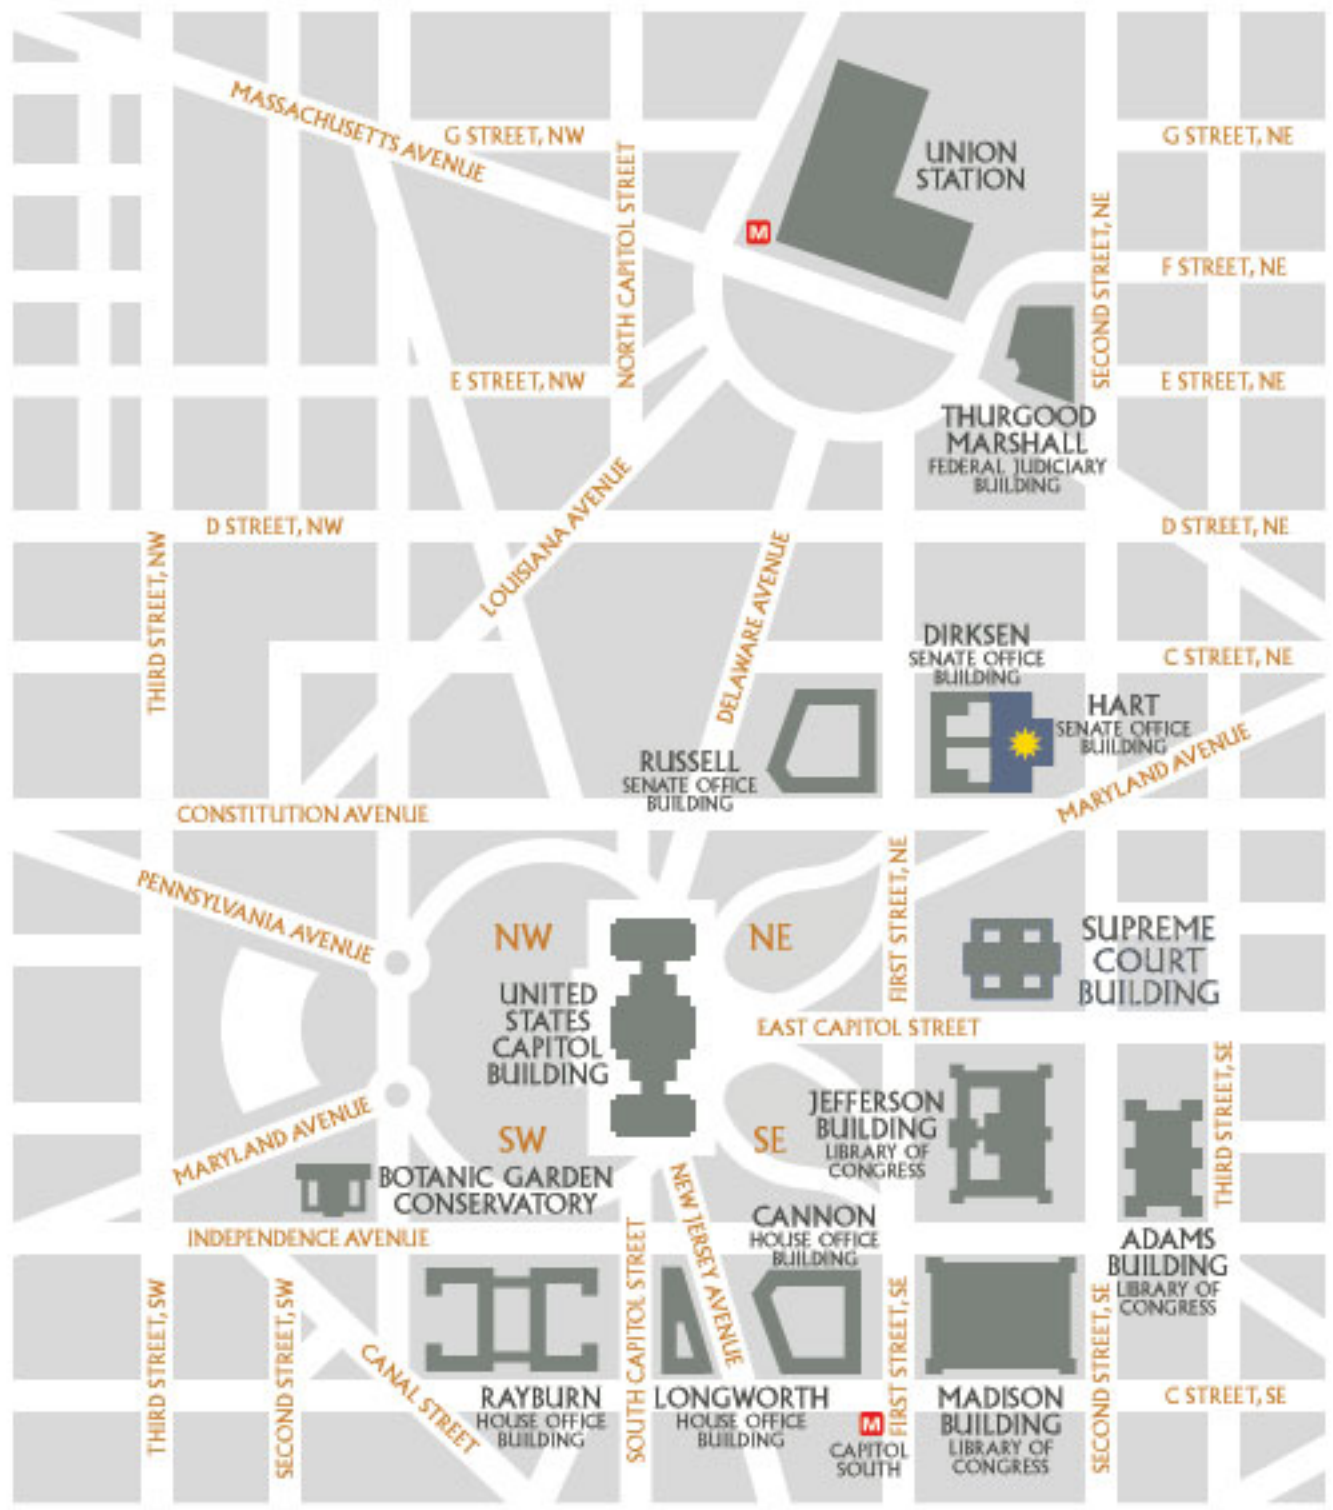 MASSACHUSETTS AVENUE
G STREET, NW
NORTH CAPITOL STREET
M
UNION
STATION
G STREET, NE
SECOND STREET, NE
F STREET, NE
E STREET, NW
E STREET, NE
THURGOOD
MARSHALL
FEDERAL JUDICIARY
BUILDING
LOUISIANA AVENUE
D STREET, NW
D STREET, NE
THIRD STREET, NW
DELAWARE AVENUE
DIRKSEN
SENATE OFFICE
BUILDING
C STREET, NE
HART
SENATE OFFICE
BUILDING
RUSSELL
SENATE OFFICE
BUILDING
MARYLAND AVENUE
CONSTITUTION AVENUE
PENNSYLVANIA AVENUE
FIRST STREET, NE
NW
NE
SUPREME
COURT
BUILDING
UNITED
STATES
CAPITOL
BUILDING
EAST CAPITOL STREET
THIRD STREET, SE
JEFFERSON
BUILDING
LIBRARY OF
CONGRESS
MARYLAND AVENUE
SW
SE
BOTANIC GARDEN
CONSERVATORY
NEW JERSEY AVENUE
CANNON
HOUSE OFFICE
BUILDING
INDEPENDENCE AVENUE
ADAMS
BUILDING
LIBRARY OF
CONGRESS
THIRD STREET, SW
SECOND STREET, SW
CANAL STREET
SOUTH CAPITOL STREET
FIRST STREET, SE
SECOND STREET, SE
RAYBURN
HOUSE OFFICE
BUILDING
LONGWORTH
HOUSE OFFICE
BUILDING
M
CAPITOL
SOUTH
MADISON
BUILDING
LIBRARY OF
CONGRESS
C STREET, SE